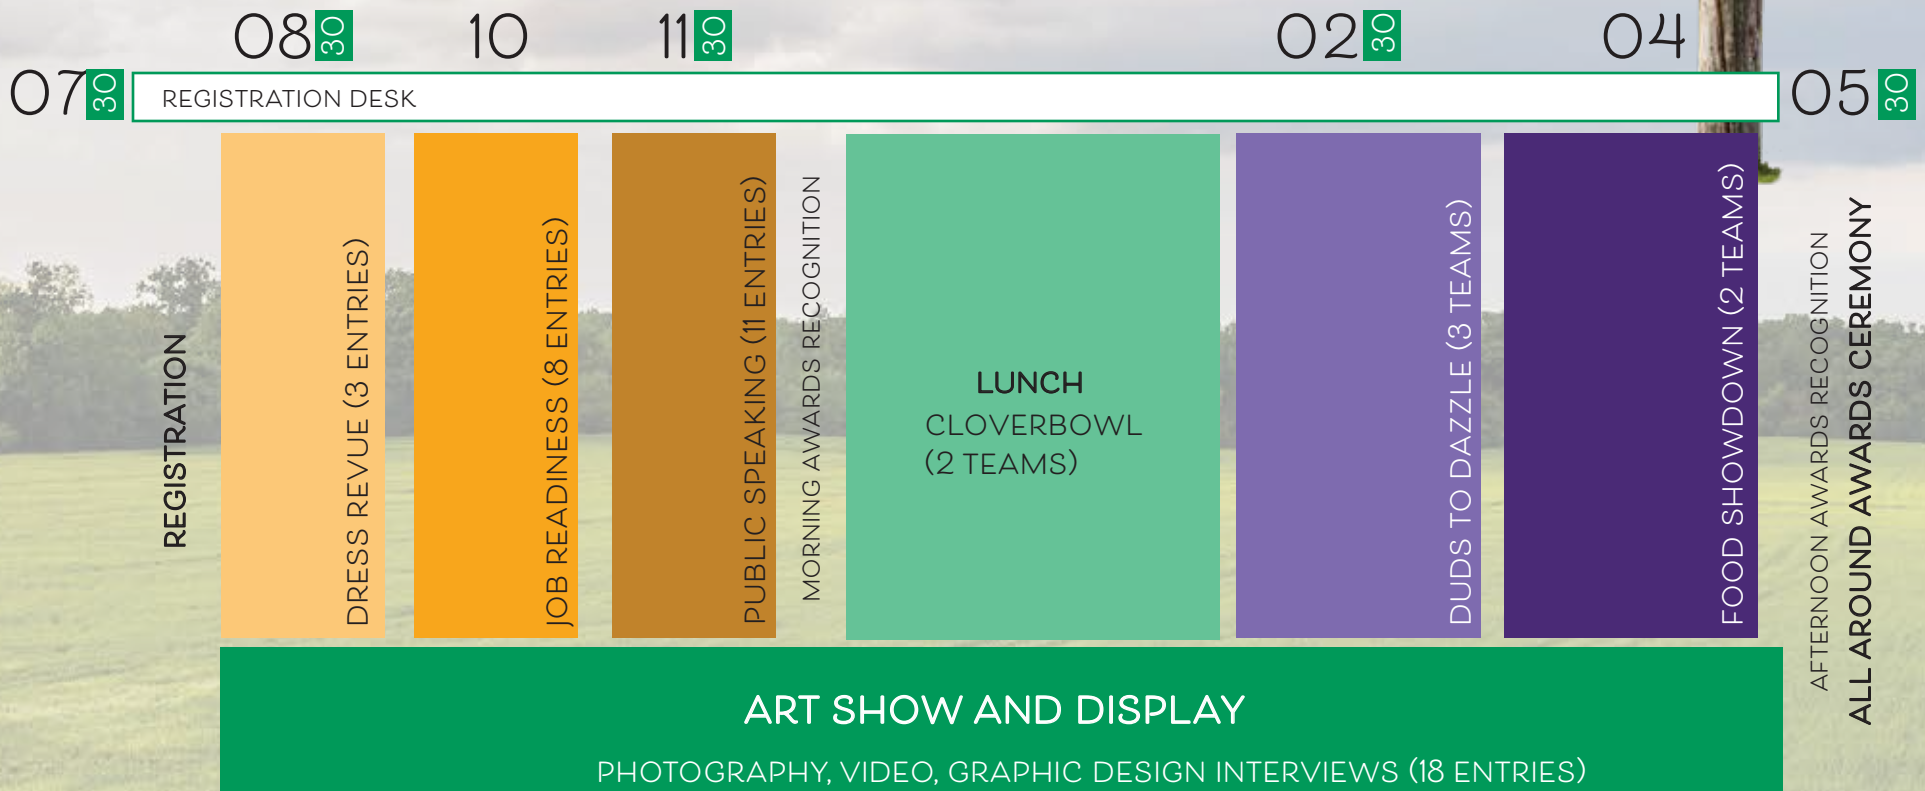 08 30
10
11 30
02 30
04
07 30
REGISTRATION DESK
05 30
REGISTRATION
DRESS REVUE (3 ENTRIES)
JOB READINESS (8 ENTRIES)
PUBLIC SPEAKING (11 ENTRIES)
MORNING AWARDS RECOGNITION
LUNCH
CLOVERBOWL
(2 TEAMS)
DUDS TO DAZZLE (3 TEAMS)
FOOD SHOWDOWN (2 TEAMS)
AFTERNOON AWARDS RECOGNITION
ALL AROUND AWARDS CEREMONY
ART SHOW AND DISPLAY
PHOTOGRAPHY, VIDEO, GRAPHIC DESIGN INTERVIEWS (18 ENTRIES)